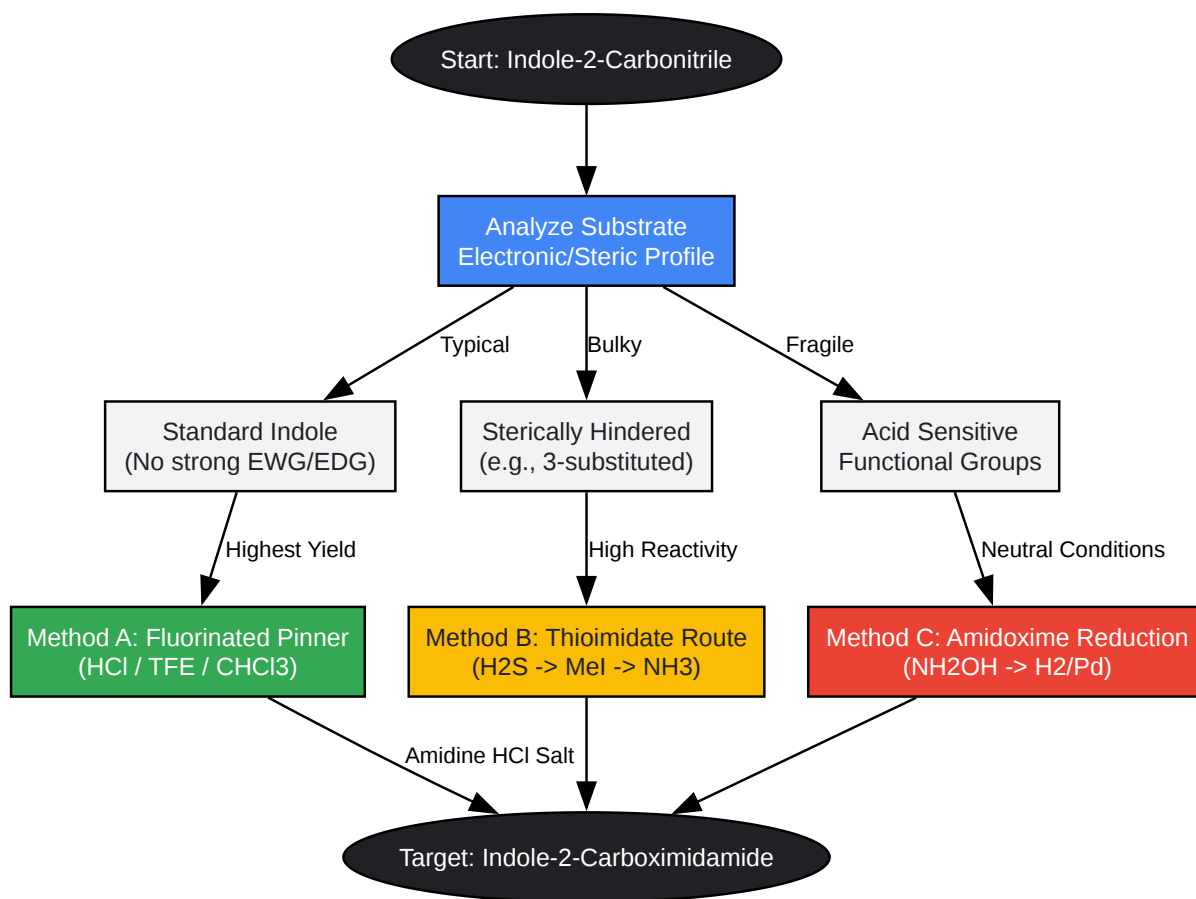 Start: Indole-2-Carbonitrile
Analyze Substrate
Electronic/Steric Profile
Typical
Bulky
Fragile
Standard Indole
(No strong EWG/EDG)
Sterically Hindered
(e.g., 3-substituted)
Acid Sensitive
Functional Groups
Highest Yield
High Reactivity
Neutral Conditions
Method A: Fluorinated Pinner
(HCl / TFE / CHCl3)
Method B: Thioimidate Route
(H2S -> MeI -> NH3)
Method C: Amidoxime Reduction
(NH2OH -> H2/Pd)
Amidine HCl Salt
Target: Indole-2-Carboximidamide